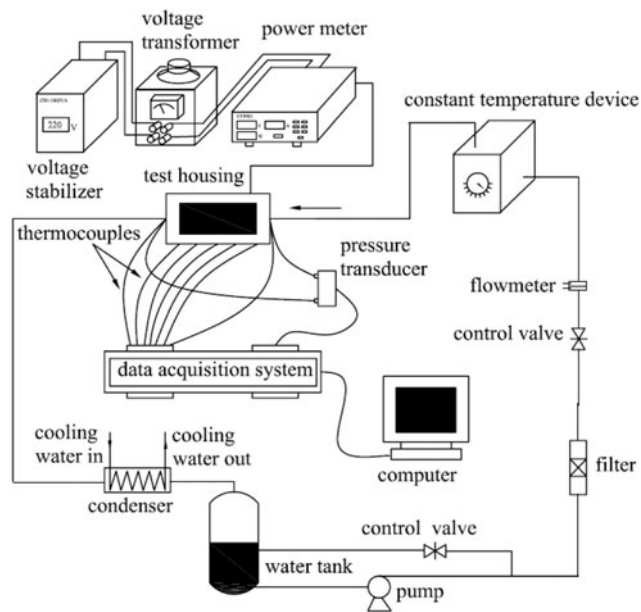 voltage
transformer
power meter
220
V
voltage
stabilizer
constant temperature device
test housing
thermocouples
pressure
transducer
flowmeter
control valve
data acquisition system
cooling
water in
cooling
water out
computer
filter
condenser
control valve
water tank
pump